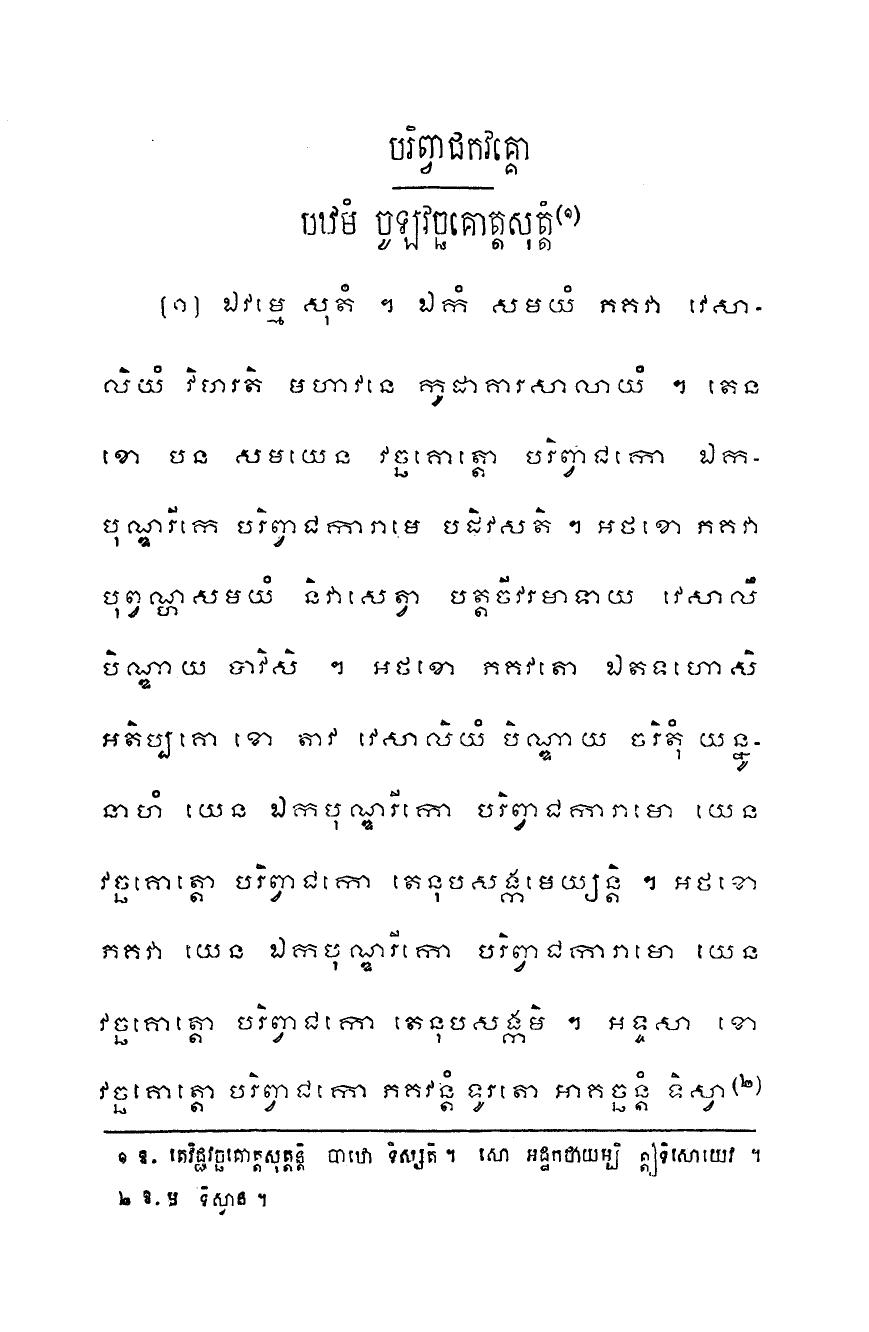 បរិព្វាជកវគ្គោ
បឋមំ ចូឡវច្ឆគោត្តសុត្តំ(១)
[១] ឯវម្មេ សុតំ ។ ឯកំ សមយំ ភគវា វេសា-
លិយំ វិហរតិ មហាវនេ កូដាគារសាលាយំ ។ តេន
ខោ បន សមយេន វច្ឆគោត្តោ បរិព្វាជកោ ឯក-
បុណ្ឌរីកេ បរិព្វាជការាមេ បដិវសតិ ។ អថខោ ភគវា
បុព្វណ្ហសមយំ និវាសេត្វា បត្តចីវរមាទាយ វេសាលឹ
បិណ្ឌាយ បាវិសិ ។ អថខោ ភគវតោ ឯតទហោសិ
អតិប្បគោ ខោ តាវ វេសាលិយំ បិណ្ឌាយ ចរិតុំ យន្នូ-
នាហំ យេន ឯកបុណ្ឌរីកោ បរិព្វាជការាមោ យេន
វច្ឆគោត្តោ បរិព្វាជកោ តេនុបសង្កមេយ្យន្តិ ។ អថខោ
ភគវា យេន ឯកបុណ្ឌរីកោ បរិព្វាជការាមោ យេន
វច្ឆគោត្តោ បរិព្វាជកោ តេនុបសង្កមិ ។ អទ្ទសា ខោ
វច្ឆគោត្តោ បរិព្វាជកោ ភគវន្តំ ទូរតោ អាគច្ឆន្តំ ទិស្វា(២)
១ ឱ. តេវិជ្ជវច្ឆគោត្តសុត្តន្តិ បាឋោ ទិស្សតិ ។ សោ អដ្ឋកថាយម្បិ ឦទិសោយេវ ។
២ ឱ. ម ទិស្វាន ។